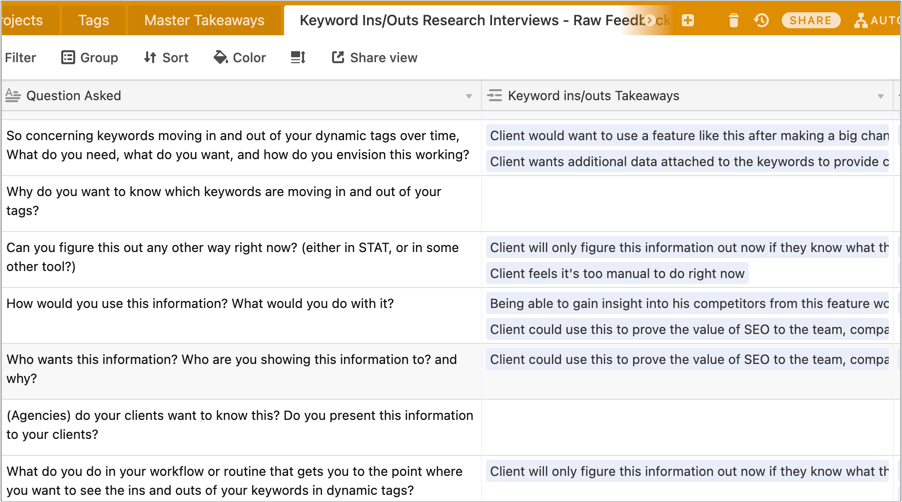 ojects
Tags
Master Takeaways
Keyword Ins/Outs Research Interviews - Raw Feedback
SHARE
AUTO
Filter
Group
Sort
Color
Share view
Question Asked
Keyword ins/outs Takeaways
So concerning keywords moving in and out of your dynamic tags over time,
What do you need, what do you want, and how do you envision this working?
Client would want to use a feature like this after making a big chan
Client wants additional data attached to the keywords to provide c
Why do you want to know which keywords are moving in and out of your
tags?
Can you figure this out any other way right now? (either in STAT, or in some
other tool?)
Client will only figure this information out now if they know what th
Client feels it's too manual to do right now
How would you use this information? What would you do with it?
Being able to gain insight into his competitors from this feature wo
Client could use this to prove the value of SEO to the team, compa
Who wants this information? Who are you showing this information to? and
why?
Client could use this to prove the value of SEO to the team, compa
(Agencies) do your clients want to know this? Do you present this information
to your clients?
What do you do in your workflow or routine that gets you to the point where
you want to see the ins and outs of your keywords in dynamic tags?
Client will only figure this information out now if they know what th